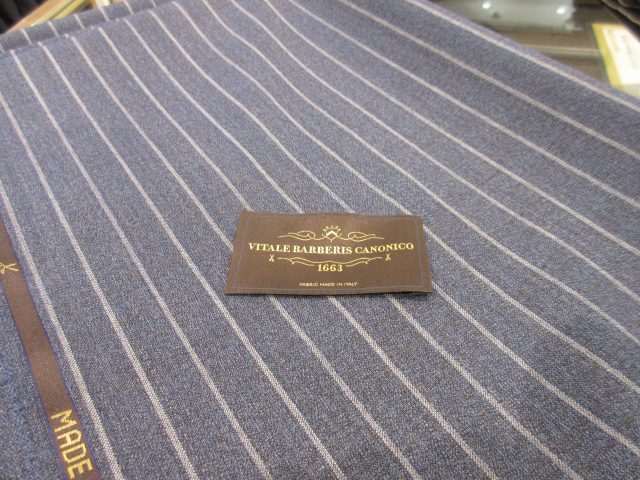 VITALE BARBERIS CANONICO
1663
FABRIC MADE IN ITALY
MADE